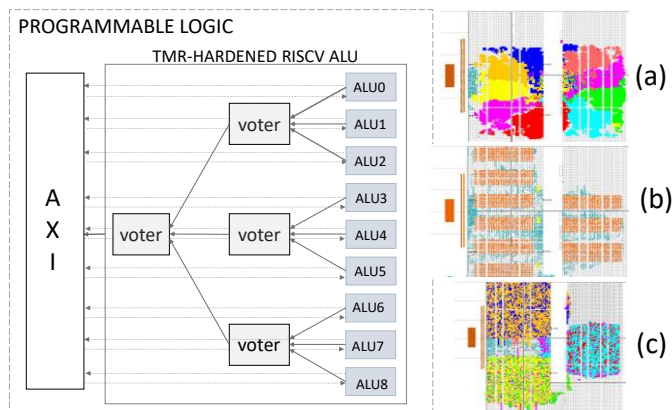 PROGRAMMABLE LOGIC
TMR-HARDENED RISCV ALU
ALU0
voter
ALU1
ALU2
(a)
A
X
I
voter
voter
ALU3
ALU4
ALU5
(b)
ALU6
voter
ALU7
ALU8
(c)